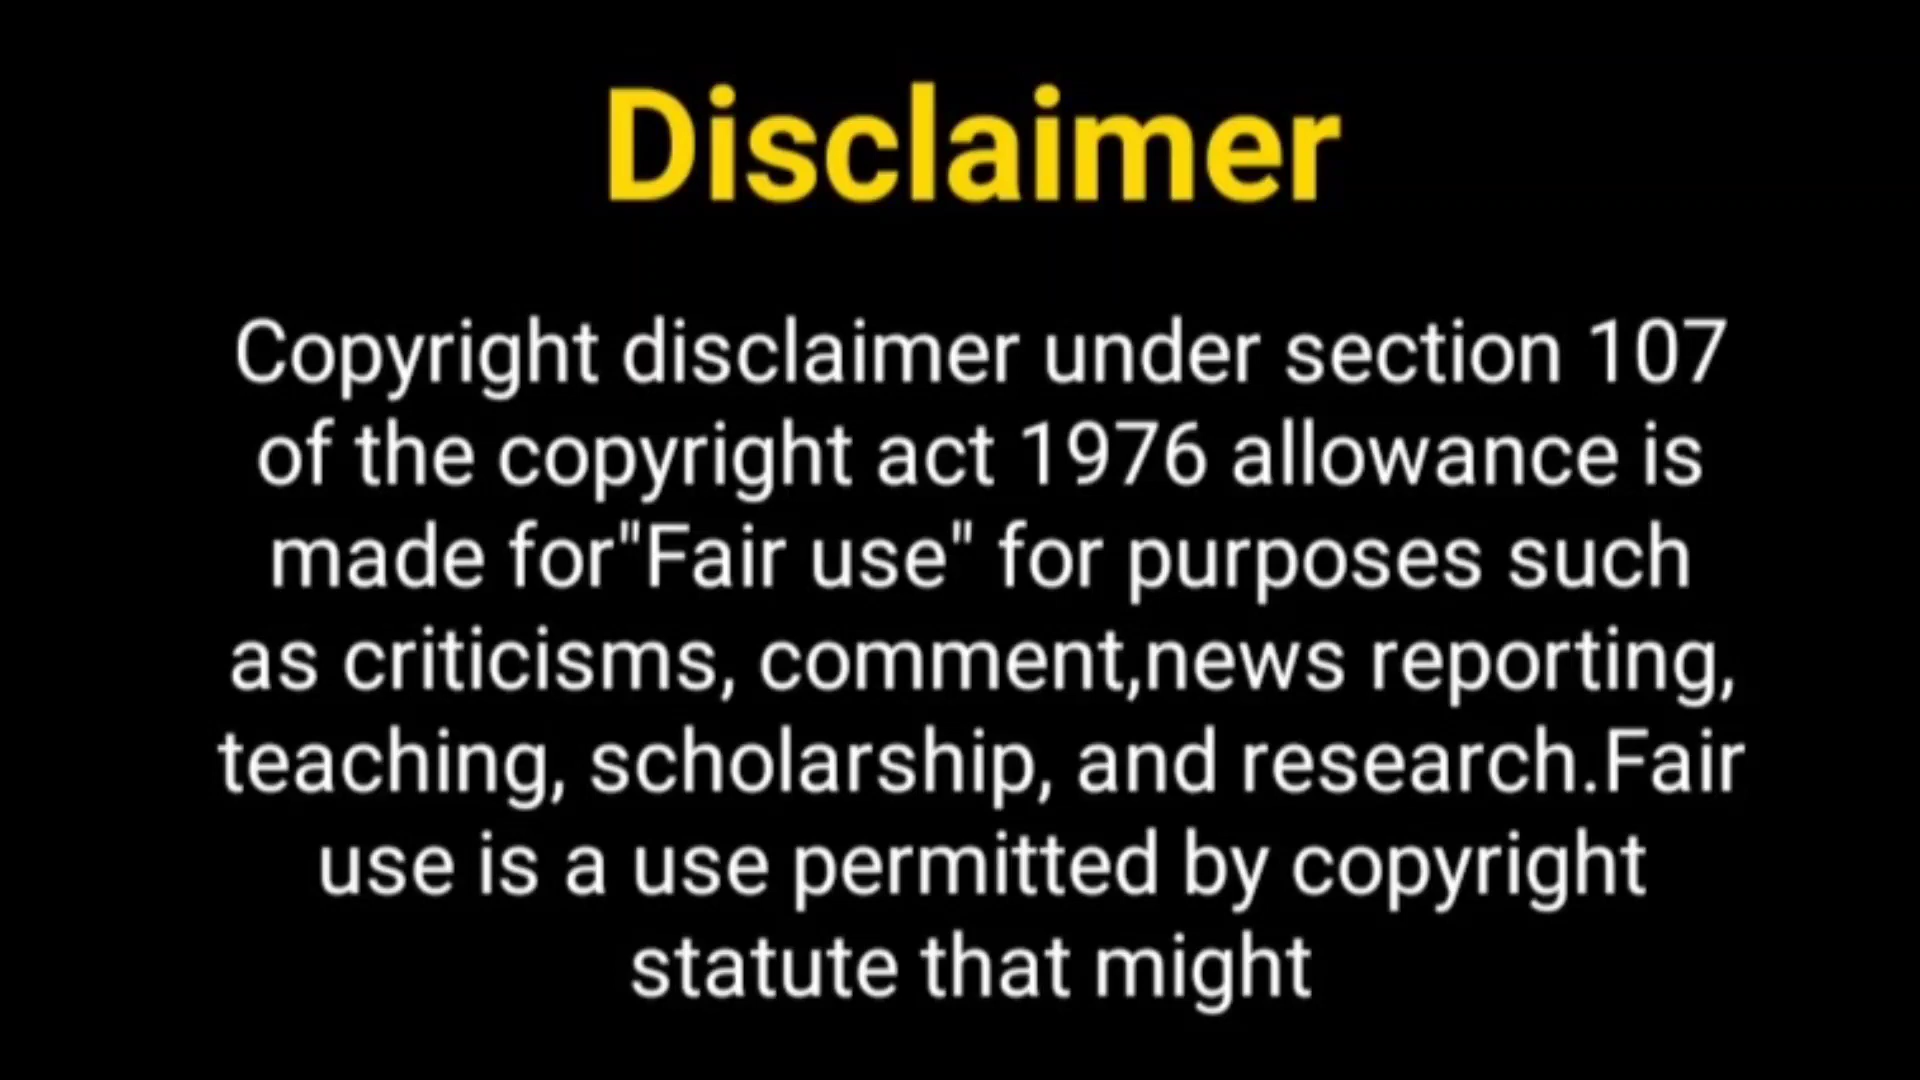 Disclaimer
Copyright disclaimer under section 107
of the copyright act 1976 allowance is
made for"Fair use" for purposes such
as criticisms, comment,news reporting,
teaching, scholarship, and research.Fair
use is a use permitted by copyright
statute that might